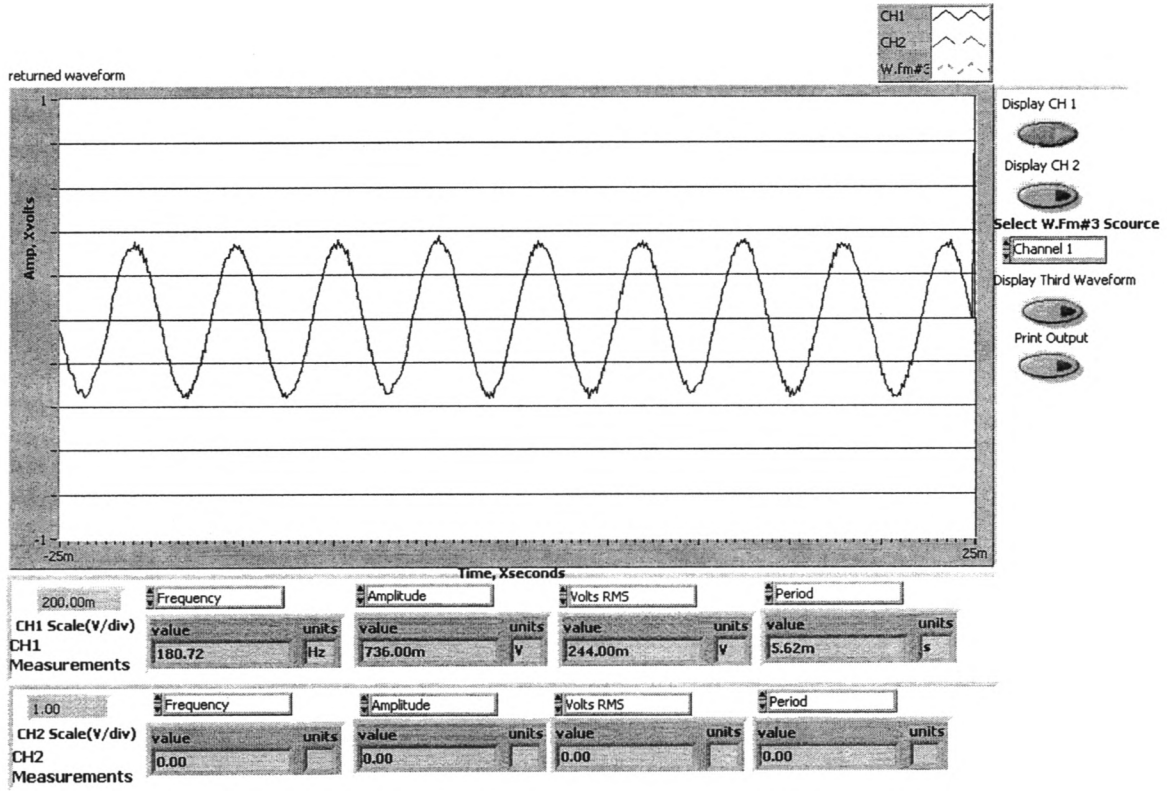 CH1
CH2
W.fm#3
returned waveform
1
Amp, Xvolts
-1
-25m
25m
Time, Xseconds
Display CH 1
Display CH 2
Select W.Fm#3 Scource
Channel 1
Display Third Waveform
Print Output
200.00m
CH1 Scale(V/div)
CH1
Measurements
Frequency
value units
180.72 Hz
Amplitude
value units
736.00m V
Volts RMS
value units
244.00m V
Period
value units
5.62m s
1.00
CH2 Scale(V/div)
CH2
Measurements
Frequency
value units
0.00
Amplitude
value units
0.00
Volts RMS
value units
0.00
Period
value units
0.00